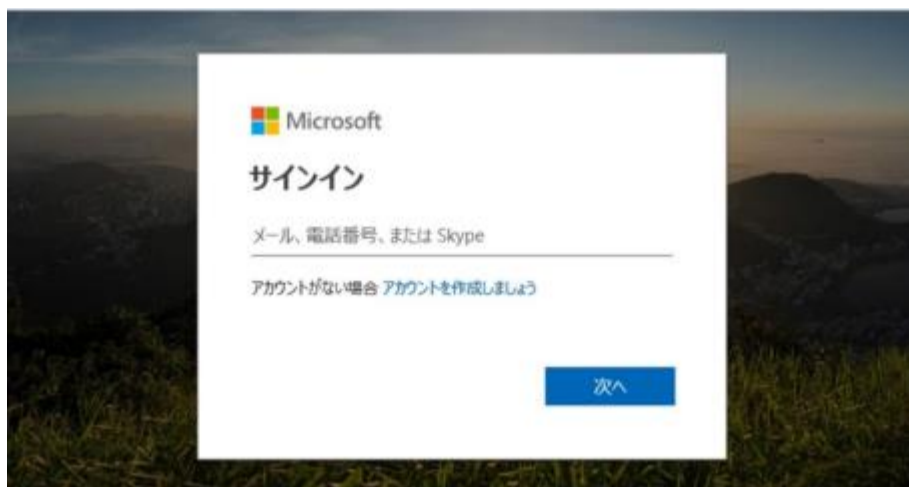 Microsoft
サインイン
メール、電話番号、または Skype
アカウントがない場合 アカウントを作成しましょう
次へ